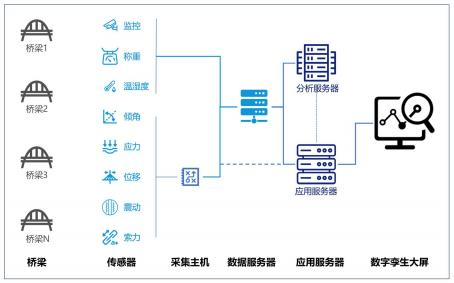 桥梁1
桥梁2
桥梁3
桥梁N
桥梁
监控
称重
温湿度
倾角
应力
位移
震动
索力
传感器
采集主机
数据服务器
分析服务器
应用服务器
应用服务器
数字孪生大屏